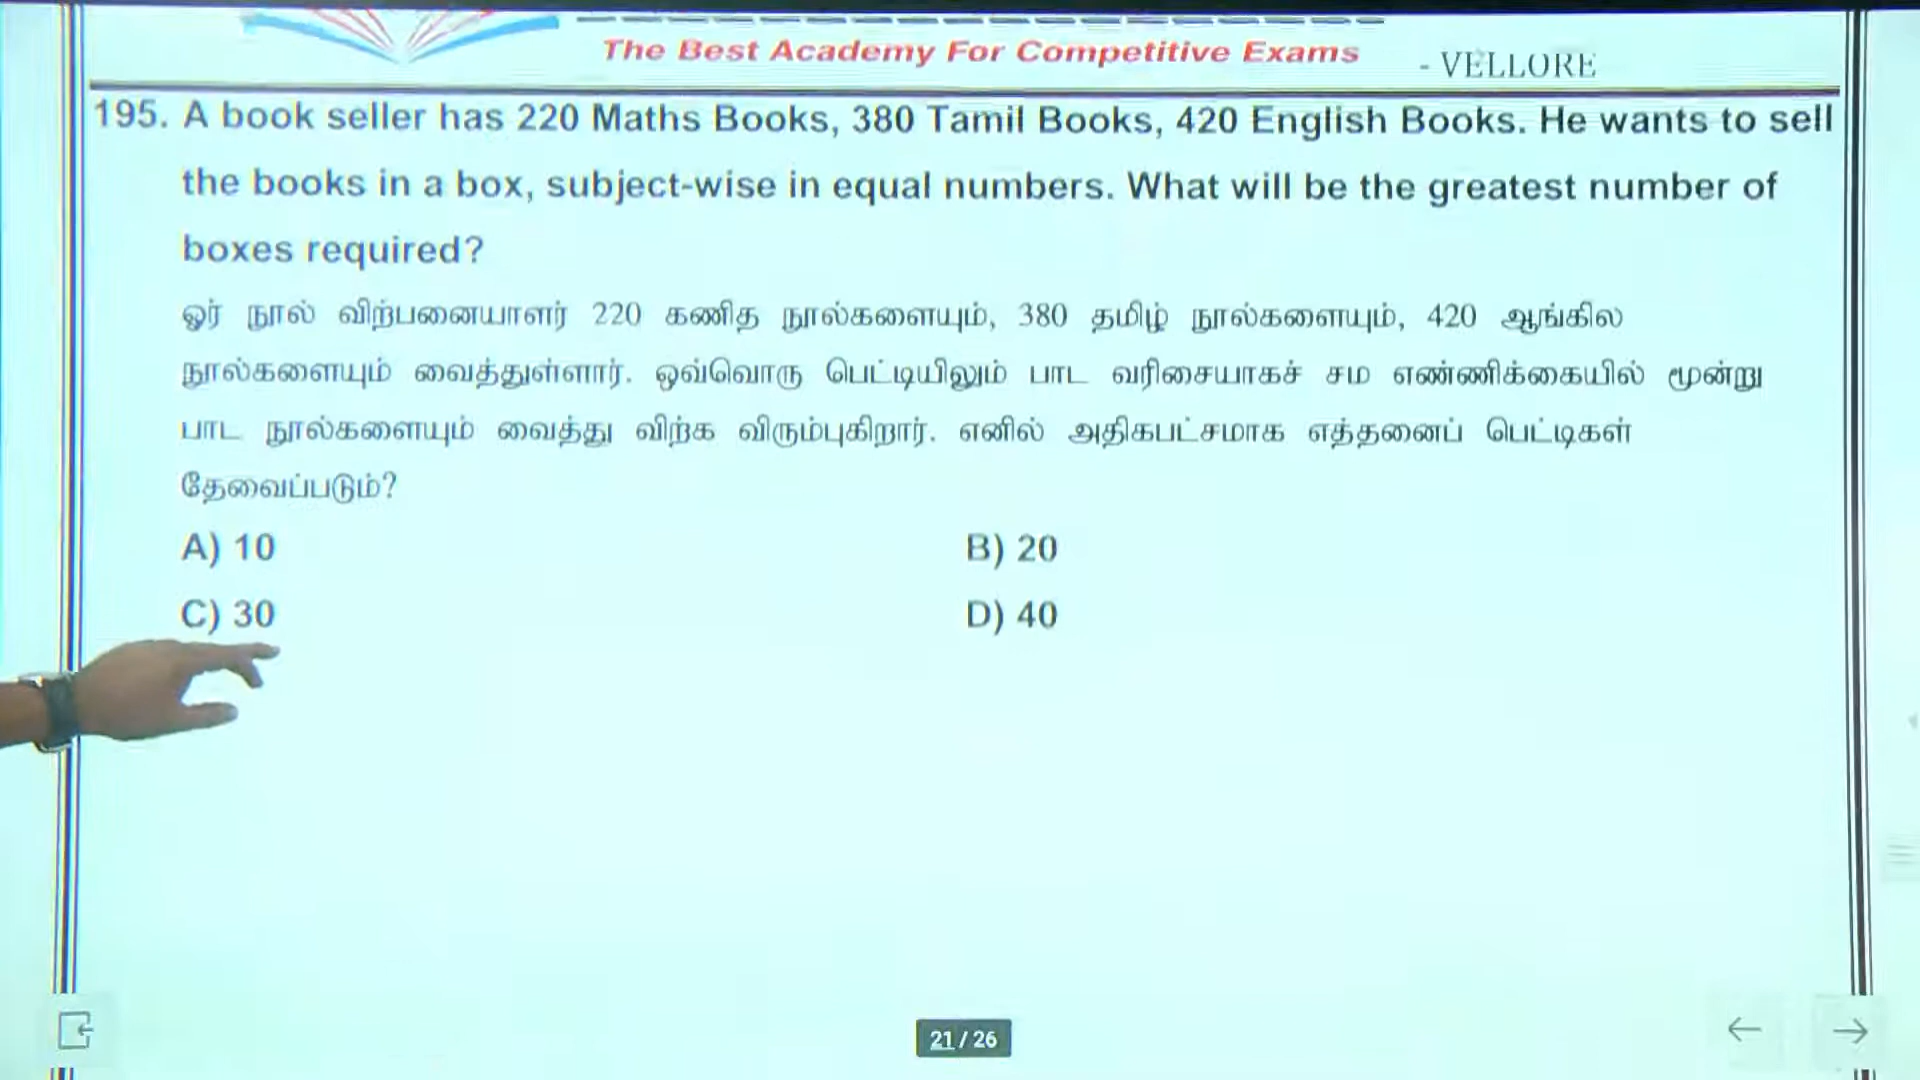 The Best Academy For Competitive Exams
- VELLORE
195. A book seller has 220 Maths Books, 380 Tamil Books, 420 English Books. He wants to sell
the books in a box, subject-wise in equal numbers. What will be the greatest number of
boxes required?
ஓர் நூல் விற்பனையாளர் 220 கணித நூல்களையும், 380 தமிழ் நூல்களையும், 420 ஆங்கில
நூல்களையும் வைத்துள்ளார். ஒவ்வொரு பெட்டியிலும் பாட வரிசையாகச் சம எண்ணிக்கையில் மூன்று
பாட நூல்களையும் வைத்து விற்க விரும்புகிறார். எனில் அதிகபட்சமாக எத்தனைப் பெட்டிகள்
தேவைப்படும்?
A) 10
B) 20
C) 30
D) 40
21 / 26